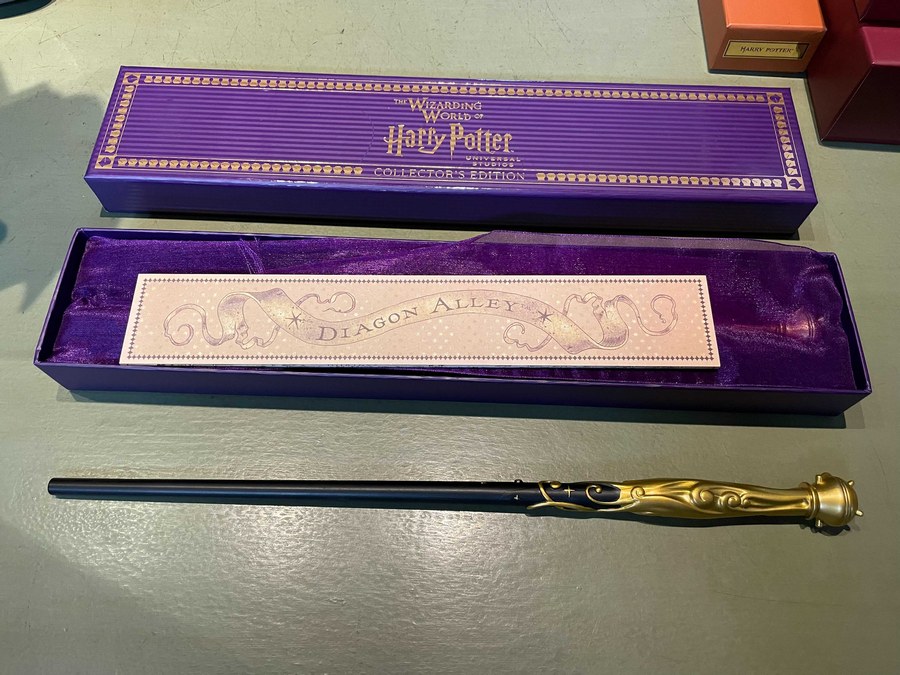 HARRY POTTER
THE WIZARDING
WORLD OF
Harry Potter
UNIVERSAL
STUDIOS
COLLECTOR'S EDITION
DIAGON ALLEY